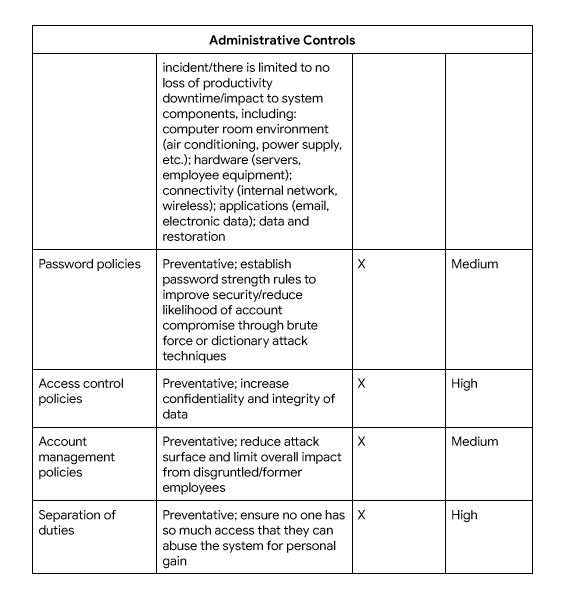 Administrative Controls
incident/there is limited to no
loss of productivity
downtime/impact to system
components, including:
computer room environment
(air conditioning, power supply,
etc.); hardware (servers,
employee equipment);
connectivity (internal network,
wireless); applications (email,
electronic data); data and
restoration
Password policies
Preventative; establish
password strength rules to
improve security/reduce
likelihood of account
compromise through brute
force or dictionary attack
techniques
X
Medium
Access control
policies
Preventative; increase
confidentiality and integrity of
data
X
High
Account
management
policies
Preventative; reduce attack
surface and limit overall impact
from disgruntled/former
employees
X
Medium
Separation of
duties
Preventative; ensure no one has
so much access that they can
abuse the system for personal
gain
X
High